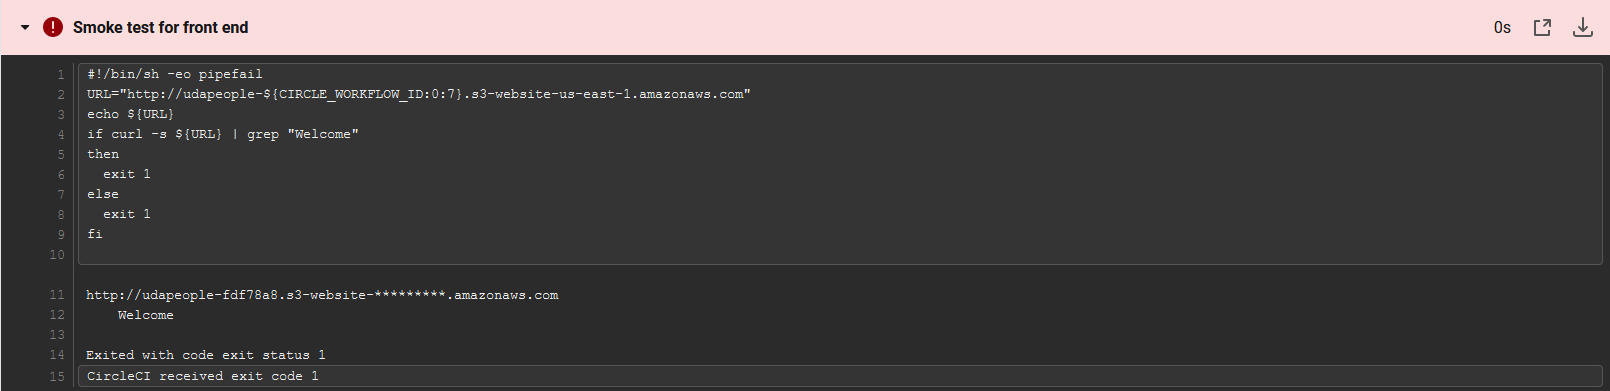 Smoke test for front end
0s
1 #!/bin/sh -eo pipefail
2 URL="http://udapeople-${CIRCLE_WORKFLOW_ID:0:7}.s3-website-us-east-1.amazonaws.com"
3 echo ${URL}
4 if curl -s ${URL} | grep "Welcome"
5 then
6   exit 1
7 else
8   exit 1
9 fi
10
11 http://udapeople-fdf78a8.s3-website-*********.amazonaws.com
12     Welcome
13
14 Exited with code exit status 1
15 CircleCI received exit code 1